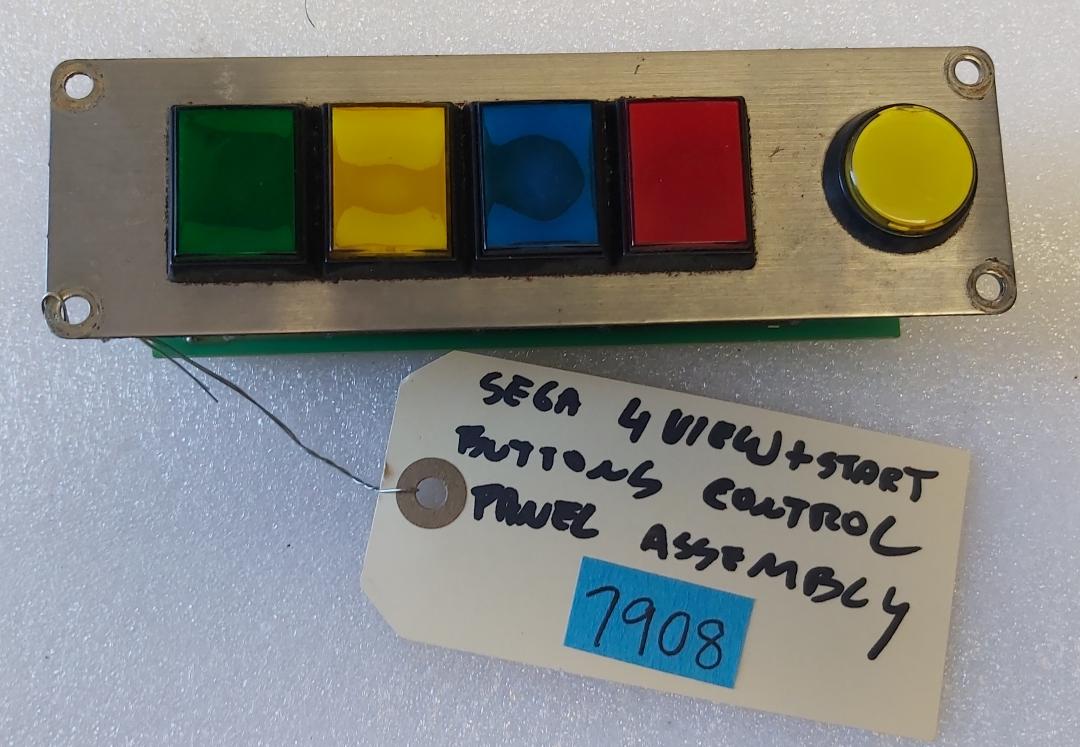 SEGA 4 VIEW + START
BUTTONS CONTROL
PANEL ASSEMBLY
7908